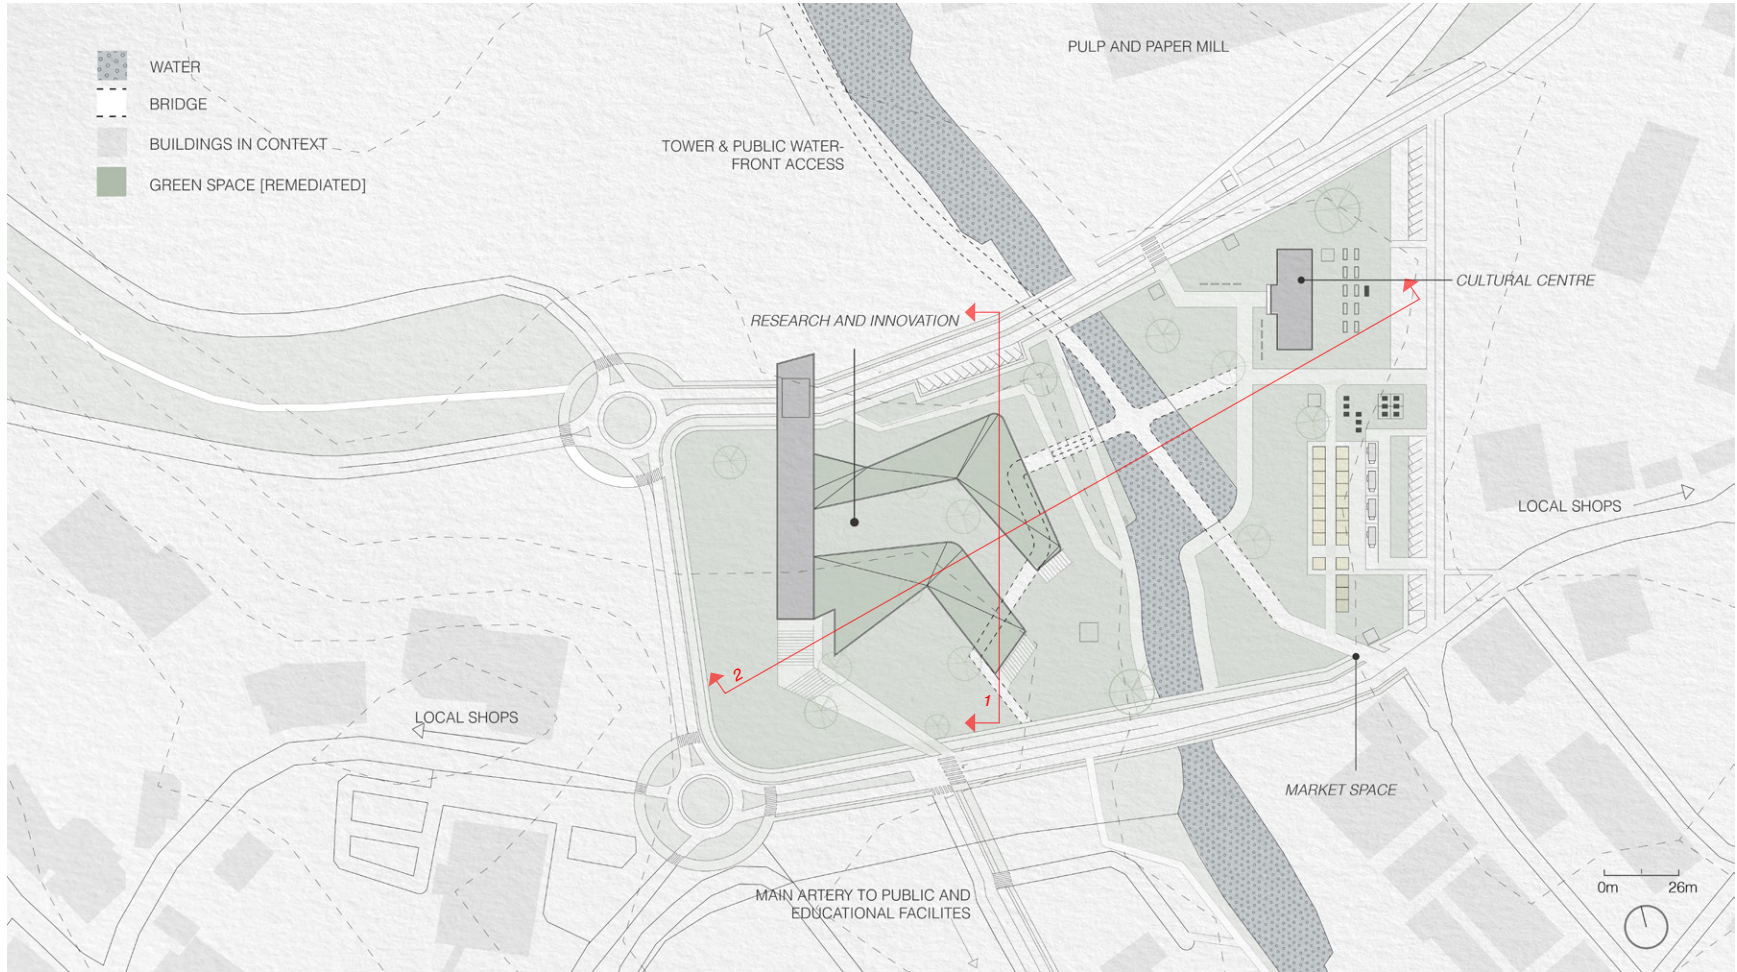 WATER
BRIDGE
BUILDINGS IN CONTEXT
GREEN SPACE [REMEDIATED]
PULP AND PAPER MILL
TOWER & PUBLIC WATER-
FRONT ACCESS
CULTURAL CENTRE
RESEARCH AND INNOVATION
LOCAL SHOPS
2
1
LOCAL SHOPS
MARKET SPACE
MAIN ARTERY TO PUBLIC AND
EDUCATIONAL FACILITES
0m 26m